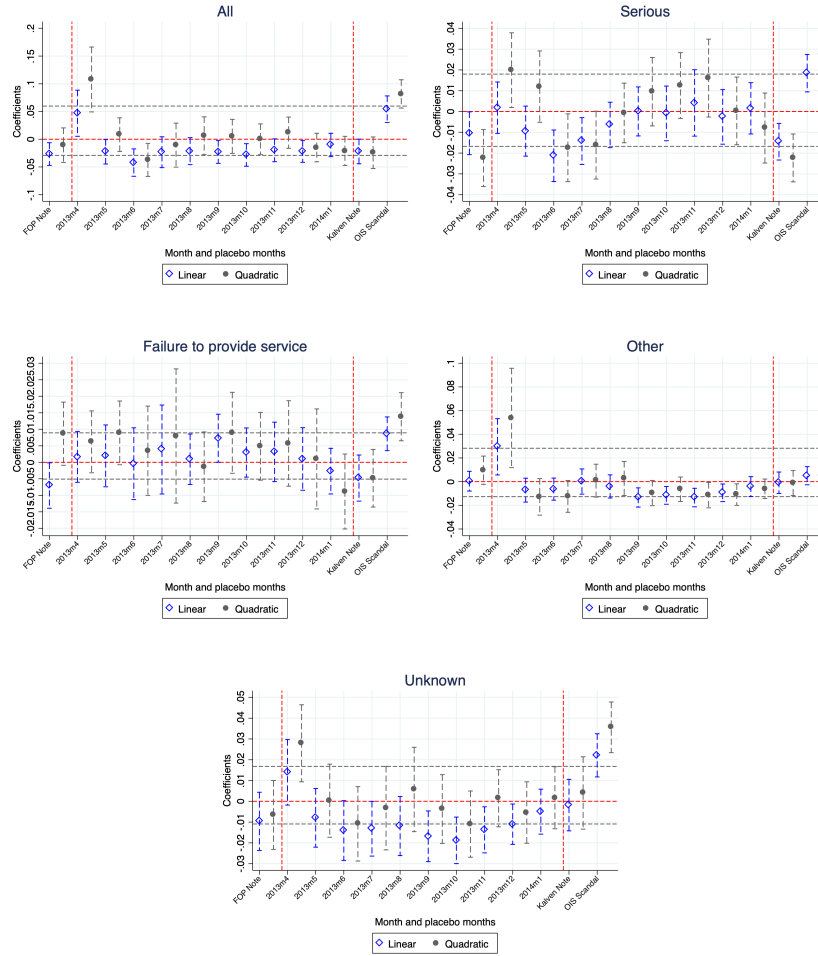 All
Coefficients
.2
.15
.1
.05
0
-.05
-.1
FOP Note
2013m4
2013m5
2013m6
2013m7
2013m8
2013m9
2013m10
2013m11
2013m12
2014m1
Kalven Note
OIS Scandal
Month and placebo months
Linear Quadratic
Serious
Coefficients
.04
.03
.02
.01
0
-.01
-.02
-.03
-.04
FOP Note
2013m4
2013m5
2013m6
2013m7
2013m8
2013m9
2013m10
2013m11
2013m12
2014m1
Kalven Note
OIS Scandal
Month and placebo months
Linear Quadratic
Failure to provide service
Coefficients
-.02.015.01.005 0 .005.01.015.02.025.03
FOP Note
2013m4
2013m5
2013m6
2013m7
2013m8
2013m9
2013m10
2013m11
2013m12
2014m1
Kalven Note
OIS Scandal
Month and placebo months
Linear Quadratic
Other
Coefficients
.1
.08
.06
.04
.02
0
-.02
-.04
FOP Note
2013m4
2013m5
2013m6
2013m7
2013m8
2013m9
2013m10
2013m11
2013m12
2014m1
Kalven Note
OIS Scandal
Month and placebo months
Linear Quadratic
Unknown
Coefficients
.05
.04
.03
.02
.01
0
-.01
-.02
-.03
FOP Note
2013m4
2013m5
2013m6
2013m7
2013m8
2013m9
2013m10
2013m11
2013m12
2014m1
Kalven Note
OIS Scandal
Month and placebo months
Linear Quadratic